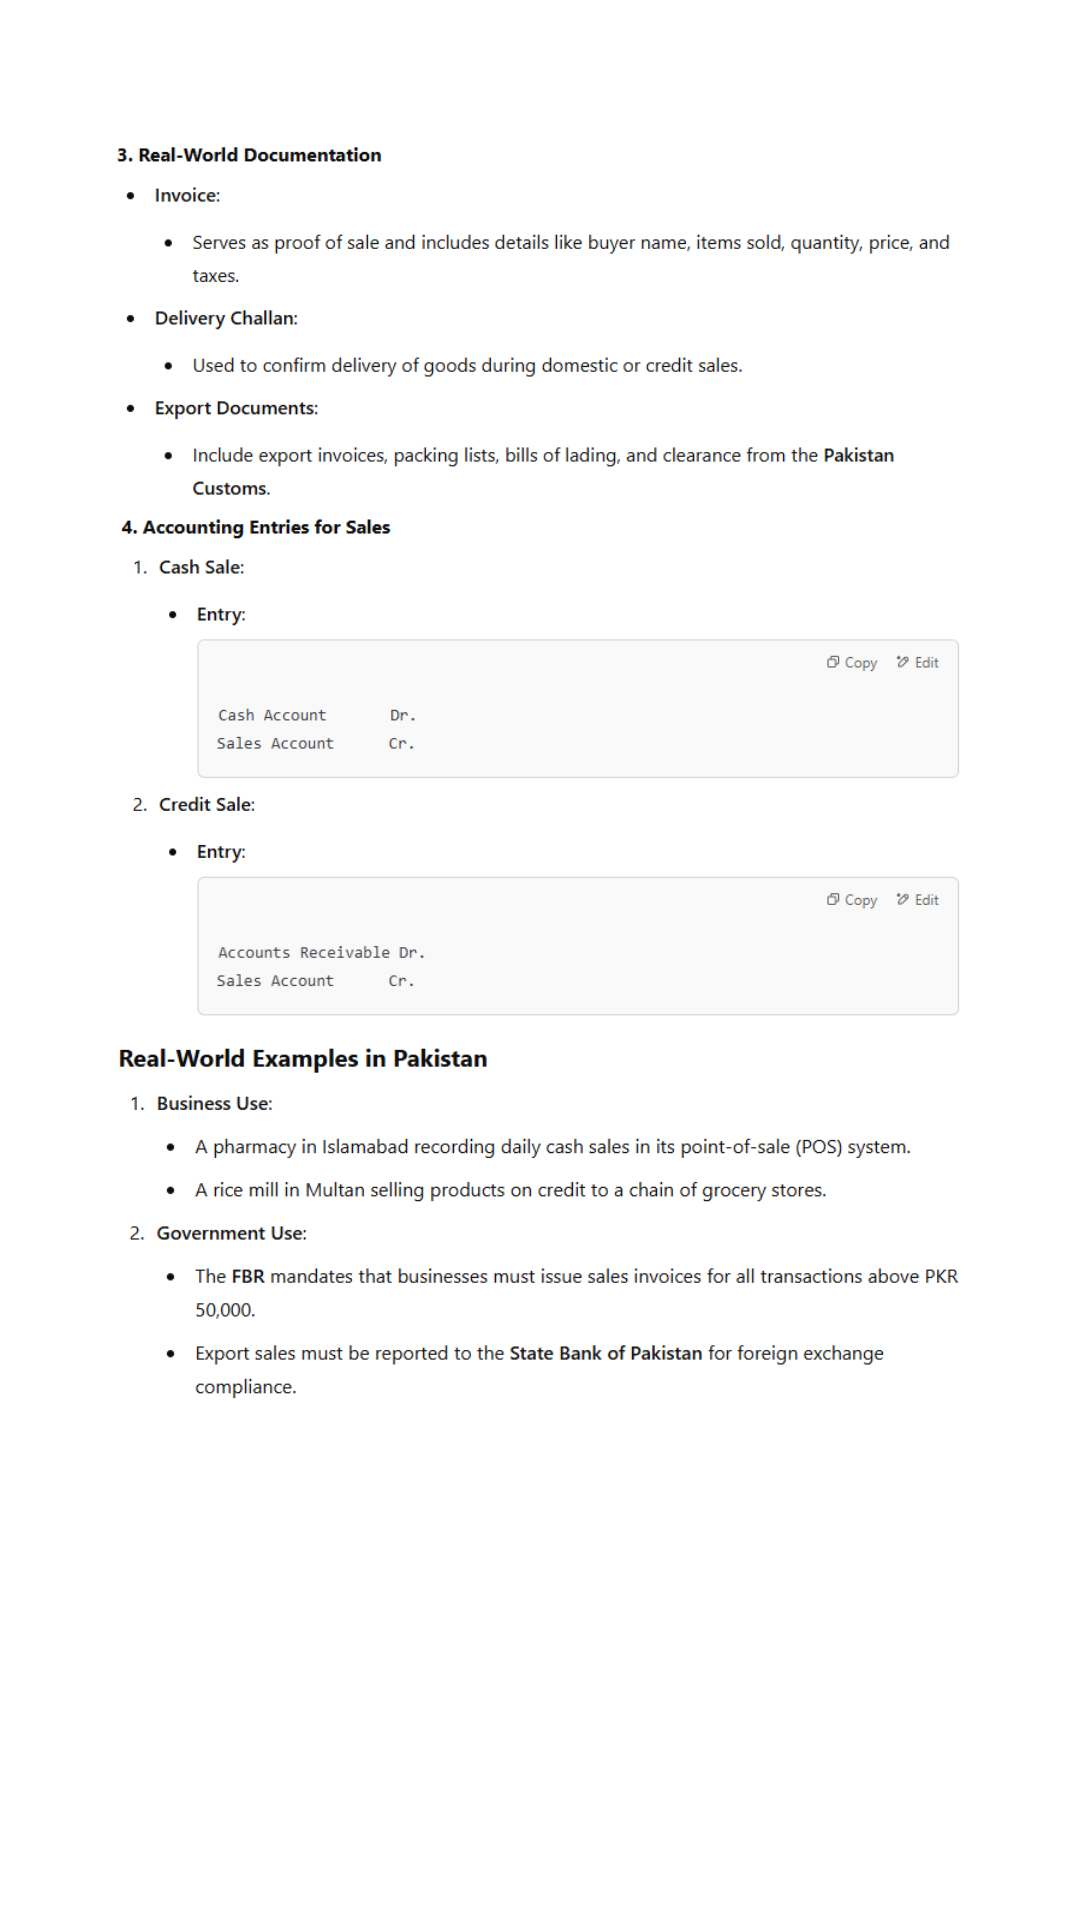 3. Real-World Documentation
• Invoice:
• Serves as proof of sale and includes details like buyer name, items sold, quantity, price, and
taxes.
• Delivery Challan:
• Used to confirm delivery of goods during domestic or credit sales.
• Export Documents:
• Include export invoices, packing lists, bills of lading, and clearance from the Pakistan
Customs.
4. Accounting Entries for Sales
1. Cash Sale:
• Entry:
Copy Edit
Cash Account Dr.
Sales Account Cr.
2. Credit Sale:
• Entry:
Copy Edit
Accounts Receivable Dr.
Sales Account Cr.
Real-World Examples in Pakistan
1. Business Use:
• A pharmacy in Islamabad recording daily cash sales in its point-of-sale (POS) system.
• A rice mill in Multan selling products on credit to a chain of grocery stores.
2. Government Use:
• The FBR mandates that businesses must issue sales invoices for all transactions above PKR
50,000.
• Export sales must be reported to the State Bank of Pakistan for foreign exchange
compliance.